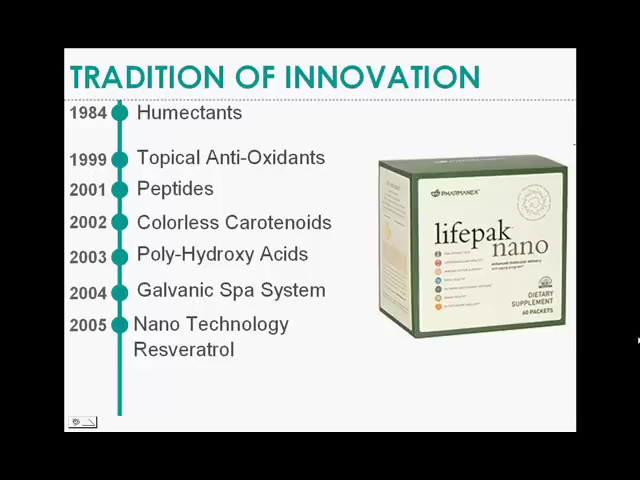 TRADITION OF INNOVATION
1984 Humectants
1999 Topical Anti-Oxidants
2001 Peptides
2002 Colorless Carotenoids
2003 Poly-Hydroxy Acids
2004 Galvanic Spa System
2005 Nano Technology
Resveratrol
PHARMANEX
lifepak
nano
DIETARY
SUPPLEMENT
60 PACKETS